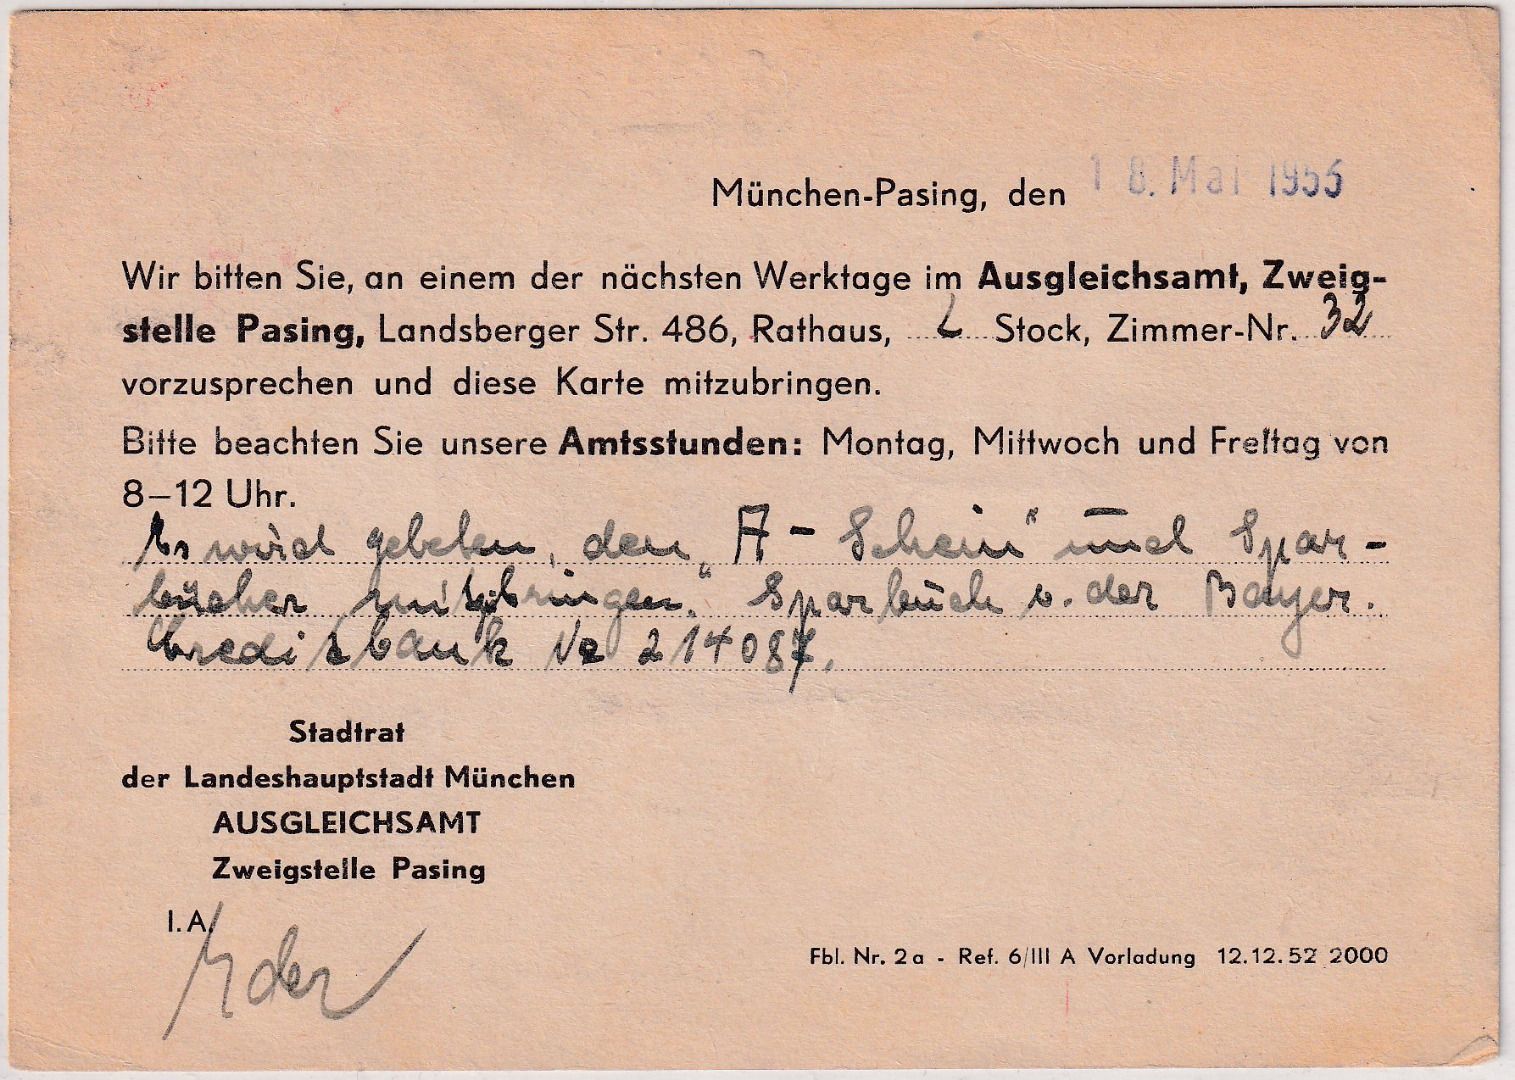 München-Pasing, den 18. Mai 1955
Wir bitten Sie, an einem der nächsten Werktage im Ausgleichsamt, Zweig-
stelle Pasing, Landsberger Str. 486, Rathaus, Stock, Zimmer-Nr. 32
vorzusprechen und diese Karte mitzubringen.
Bitte beachten Sie unsere Amtsstunden: Montag, Mittwoch und Freitag von
8–12 Uhr.
Es wird gebeten, den „A - Schein" und Spar-
bücher mitzubringen. Sparbuch v. der Bayer.
Creditbank Nr 214087.
Stadtrat
der Landeshauptstadt München
AUSGLEICHSAMT
Zweigstelle Pasing
I. A.
Eder
Fbl. Nr. 2a - Ref. 6/III A Vorladung 12.12.52 2000